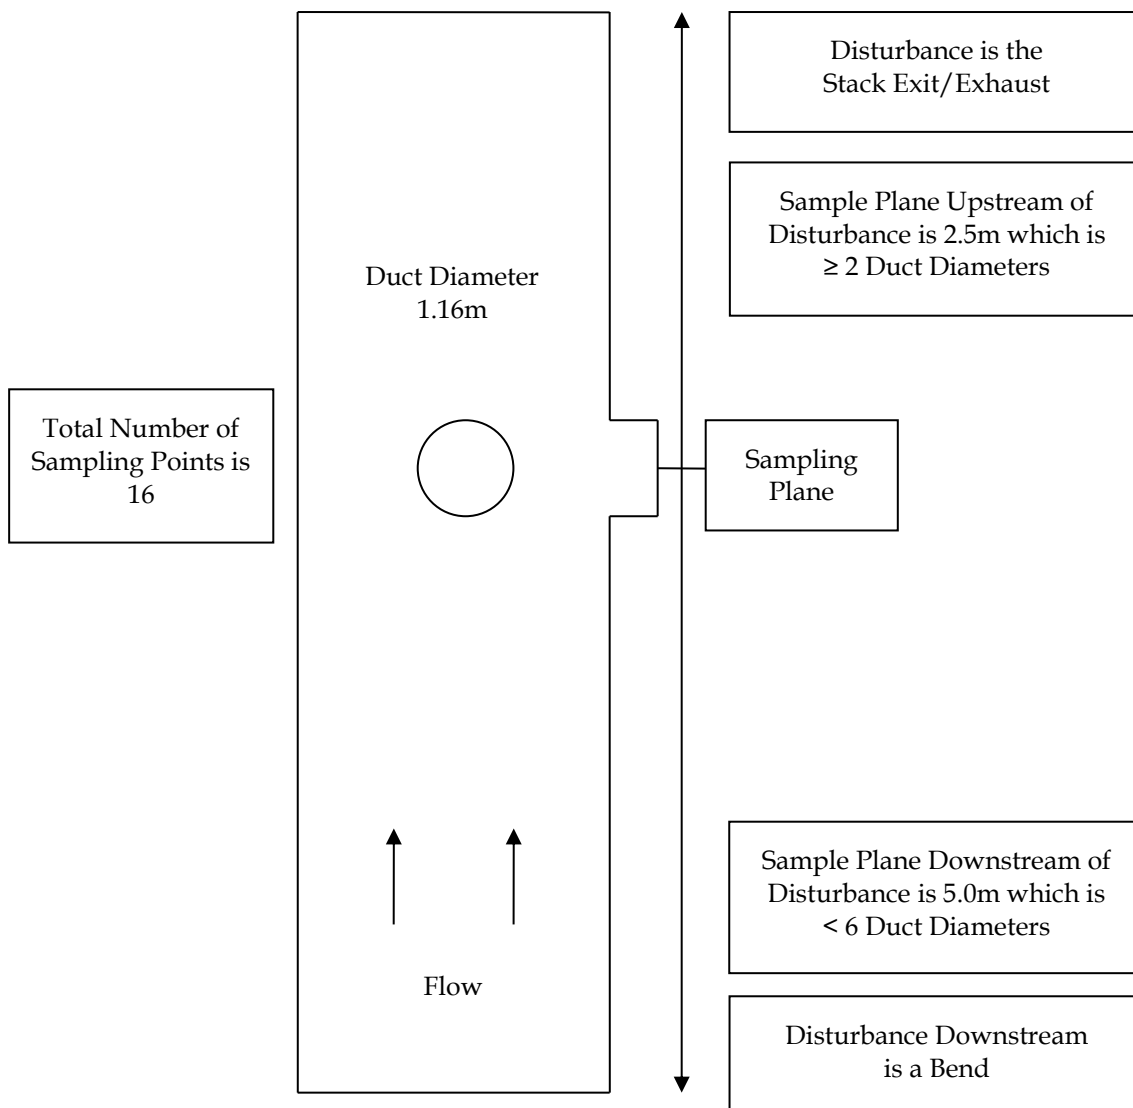 Disturbance is the
Stack Exit/Exhaust
Sample Plane Upstream of
Disturbance is 2.5m which is
≥ 2 Duct Diameters
Duct Diameter
1.16m
Total Number of
Sampling Points is
16
Sampling
Plane
Sample Plane Downstream of
Disturbance is 5.0m which is
< 6 Duct Diameters
Flow
Disturbance Downstream
is a Bend